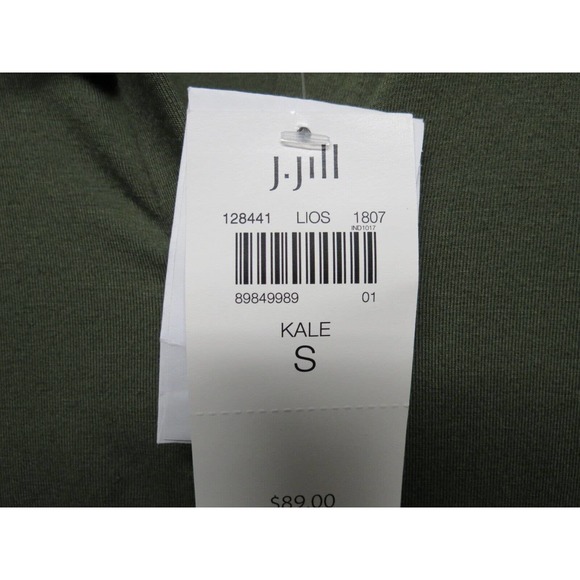 J.Jill
128441 LIOS 1807
IND1017
89849989 01
KALE
S
$89.00